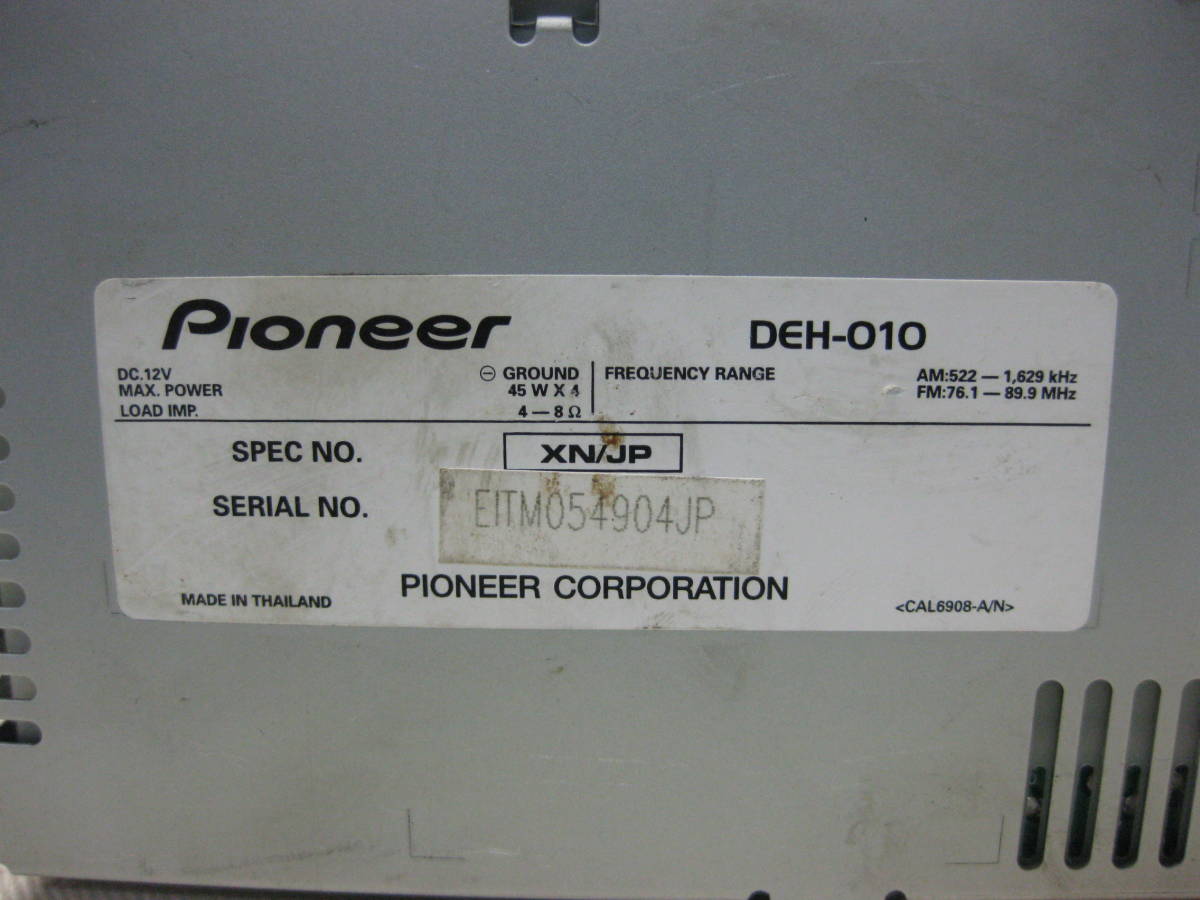 Pioneer DEH-010
DC.12V ⊖ GROUND FREQUENCY RANGE AM:522 — 1,629 kHz
MAX. POWER 45 W X 4 FM:76.1 — 89.9 MHz
LOAD IMP. 4 — 8 Ω
SPEC NO. XN/JP
SERIAL NO. EITM054904JP
PIONEER CORPORATION
MADE IN THAILAND <CAL6908-A/N>